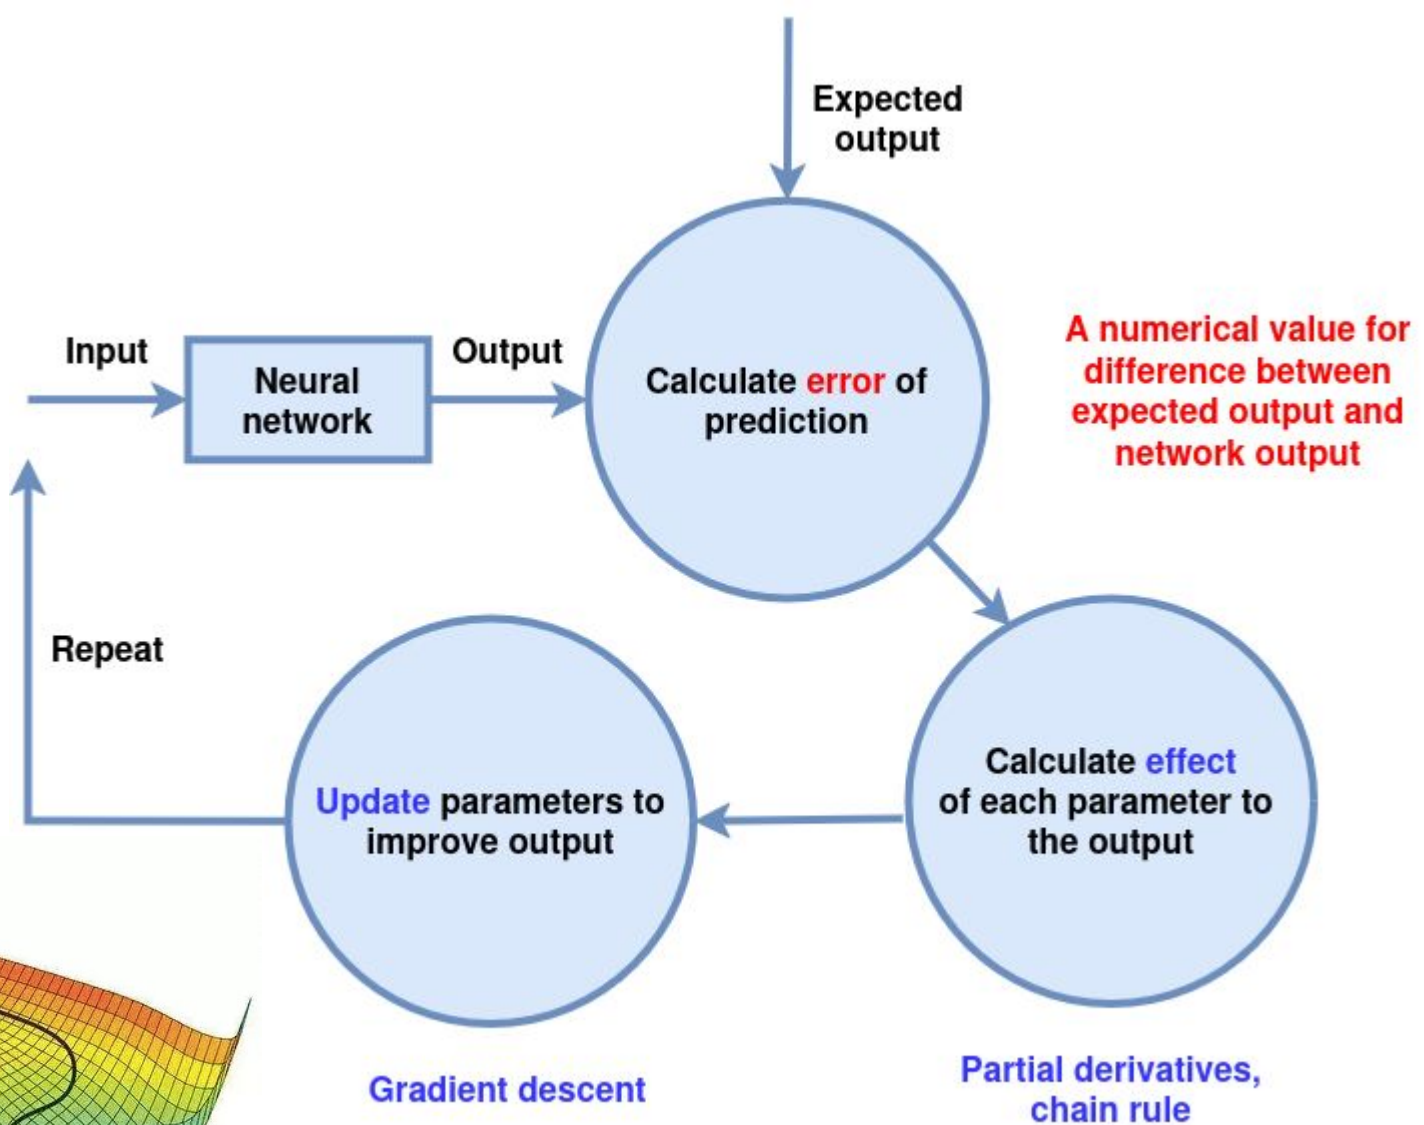 Expected
output
Input
Neural
network
Output
Calculate error of
prediction
A numerical value for
difference between
expected output and
network output
Repeat
Update parameters to
improve output
Calculate effect
of each parameter to
the output
Gradient descent
Partial derivatives,
chain rule